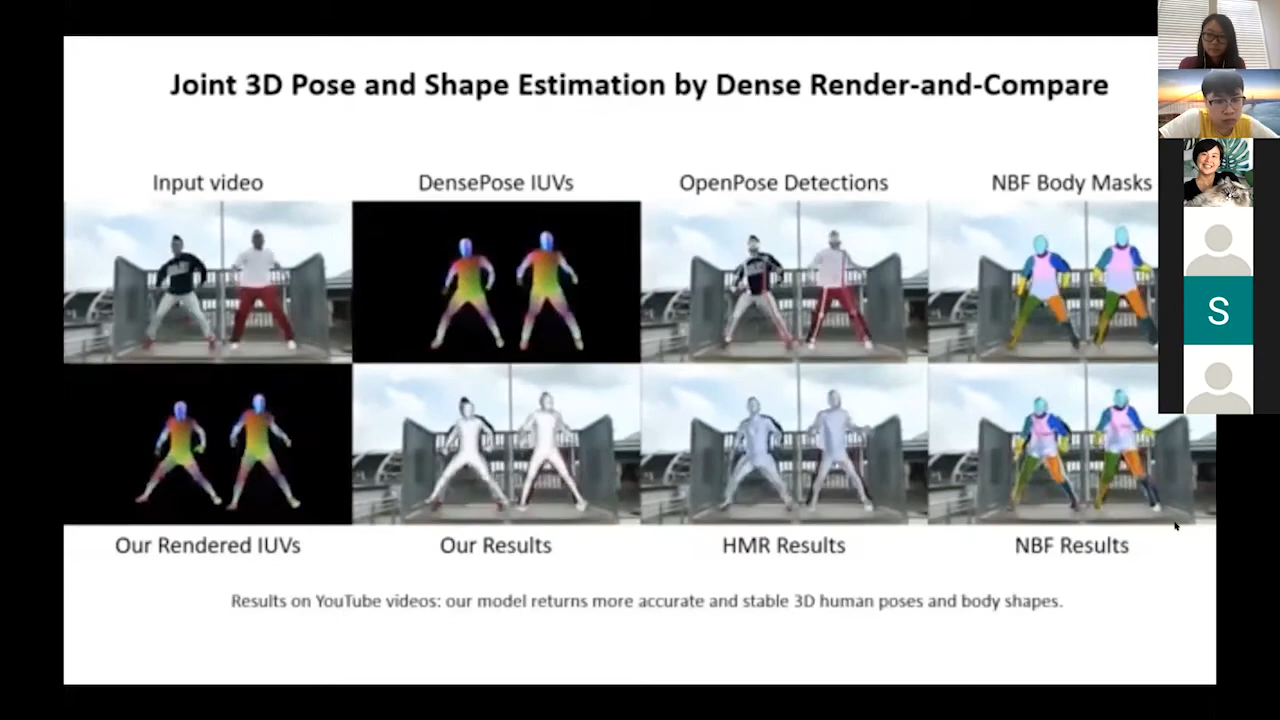 Joint 3D Pose and Shape Estimation by Dense Render-and-Compare
Input video
DensePose IUVs
OpenPose Detections
NBF Body Masks
S
Our Rendered IUVs
Our Results
HMR Results
NBF Results
Results on YouTube videos: our model returns more accurate and stable 3D human poses and body shapes.